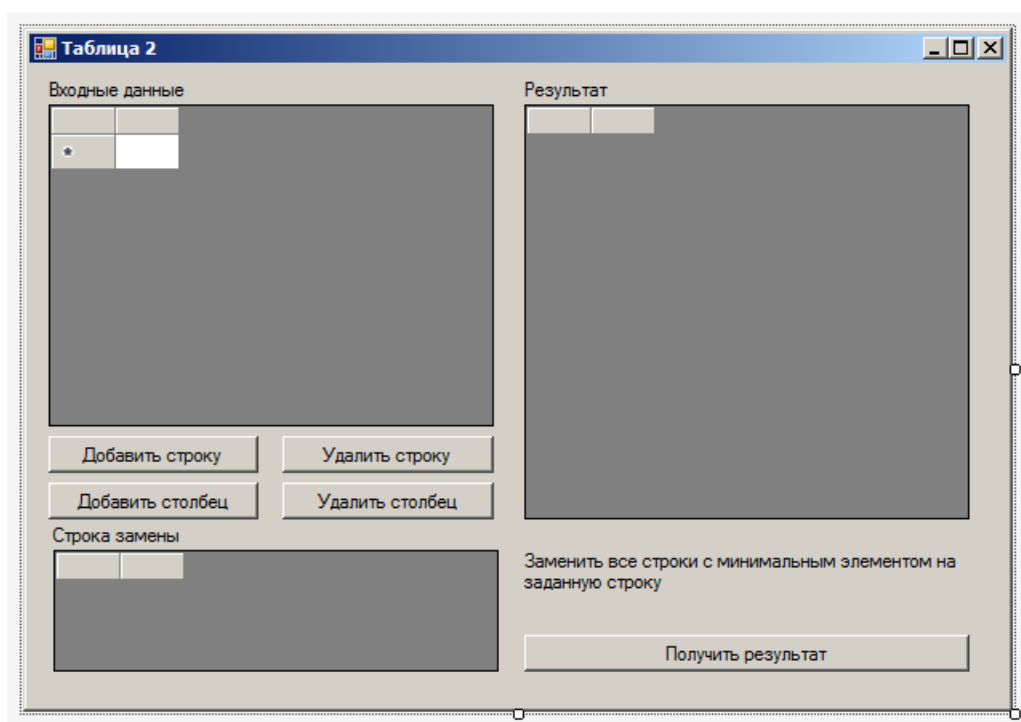 Таблица 2
Входные данные
Результат
*
Добавить строку
Удалить строку
Добавить столбец
Удалить столбец
Строка замены
Заменить все строки с минимальным элементом на
заданную строку
Получить результат